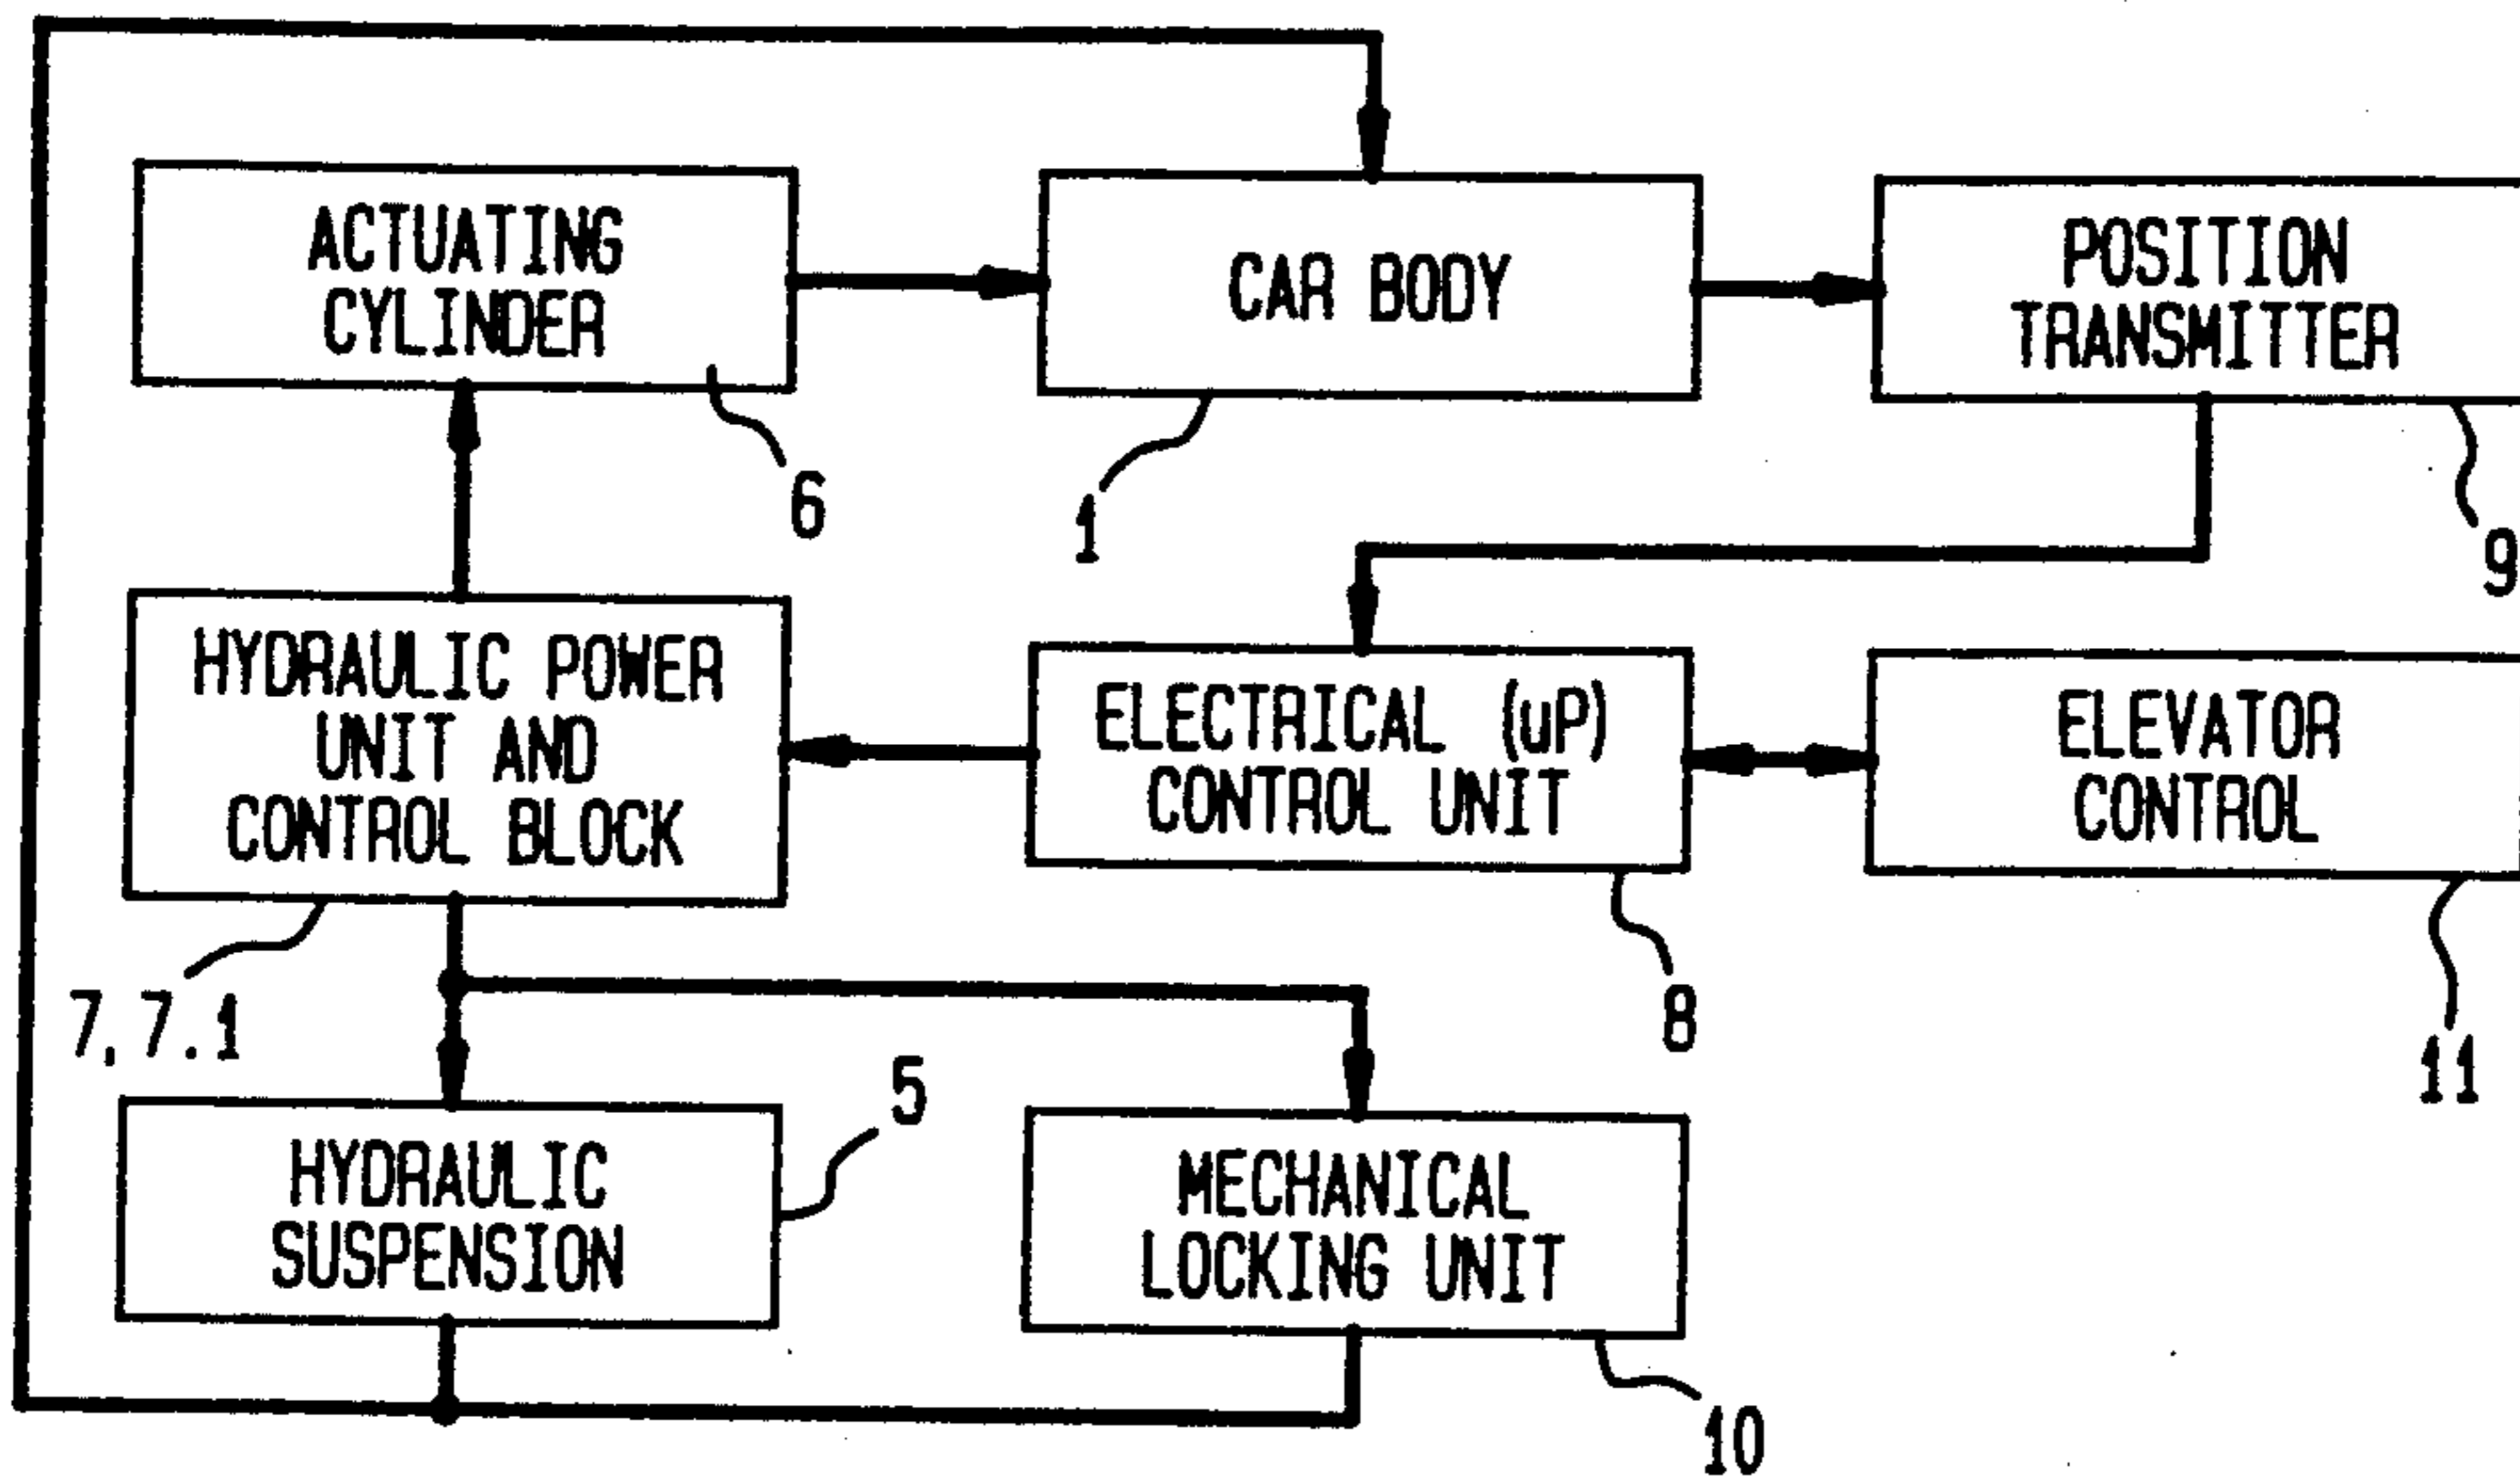 ACTUATING
CYLINDER
CAR BODY
POSITION
TRANSMITTER
6
1
9
HYDRAULIC POWER
UNIT AND
CONTROL BLOCK
ELECTRICAL (uP)
CONTROL UNIT
ELEVATOR
CONTROL
7, 7.1
8
11
5
HYDRAULIC
SUSPENSION
MECHANICAL
LOCKING UNIT
10